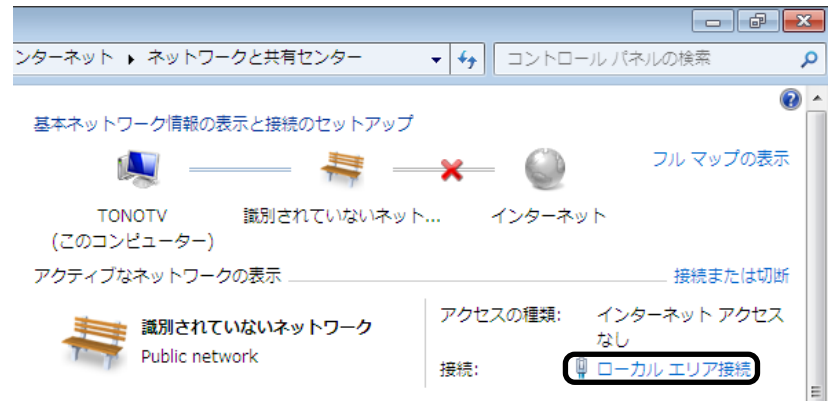 ンターネット ▸ ネットワークと共有センター
コントロール パネルの検索
基本ネットワーク情報の表示と接続のセットアップ
フル マップの表示
TONOTV
(このコンピューター)
識別されていないネット...
インターネット
アクティブなネットワークの表示
接続または切断
識別されていないネットワーク
Public network
アクセスの種類:
インターネット アクセス
なし
接続:
ローカル エリア接続